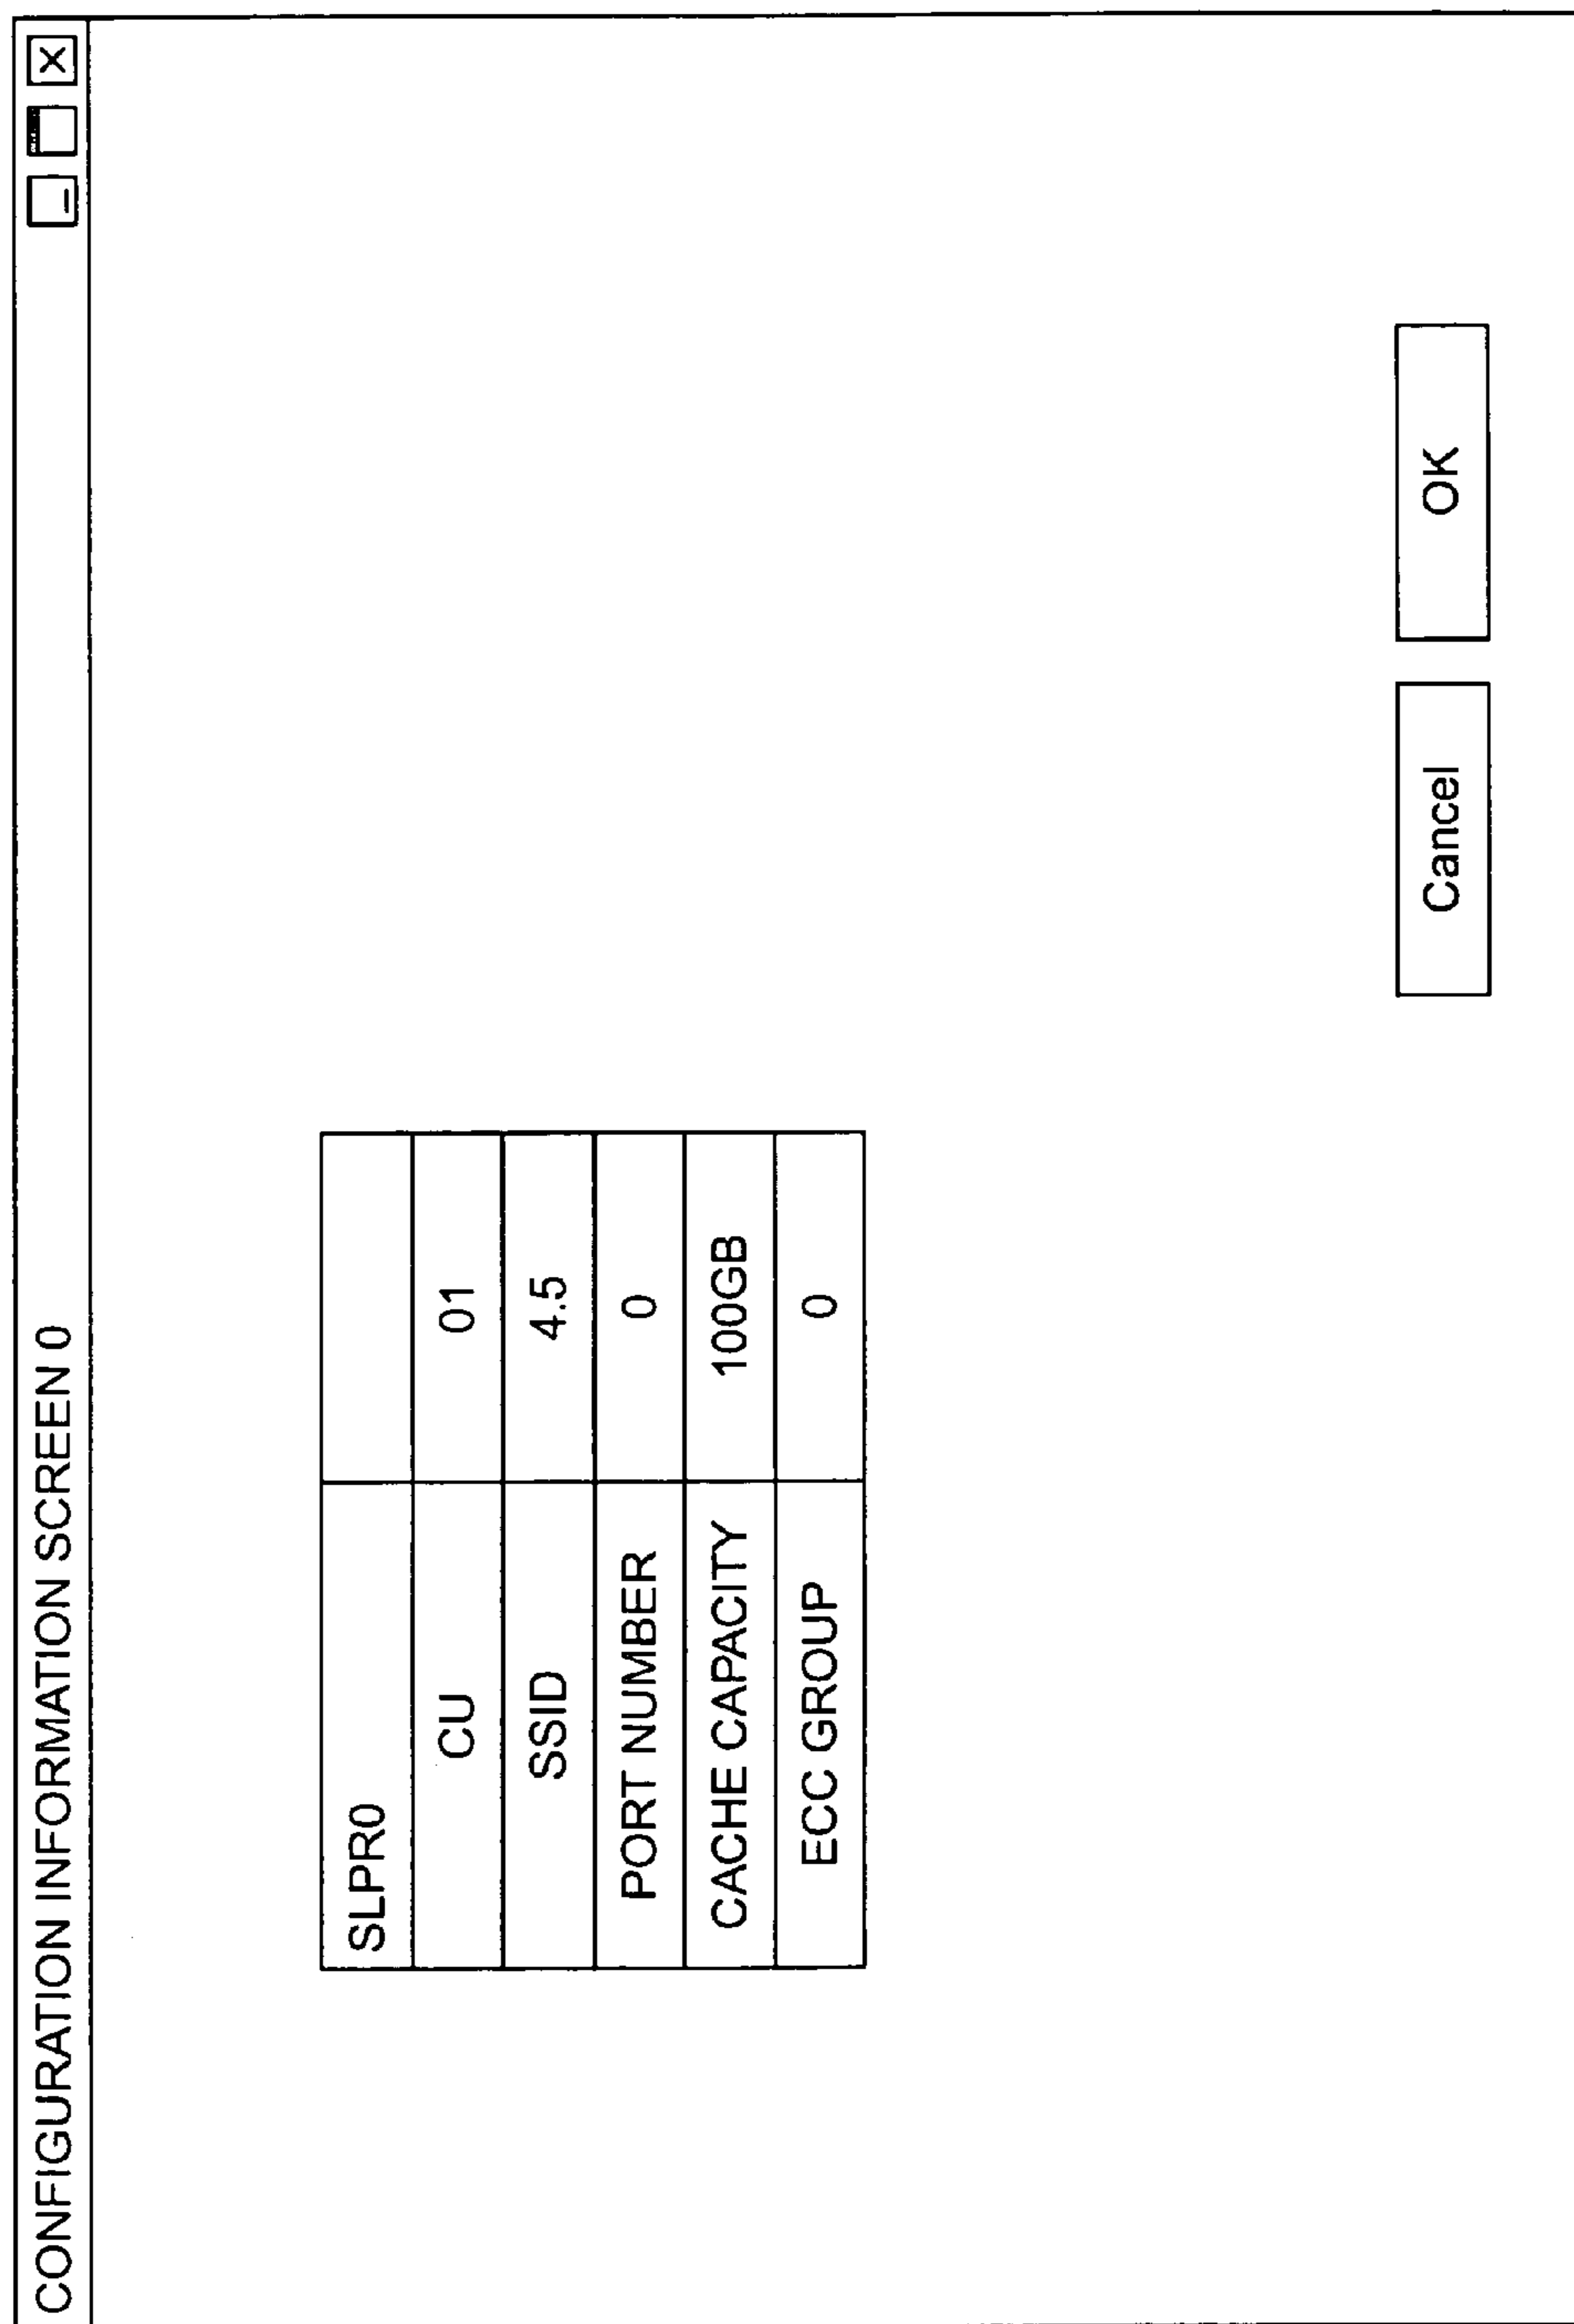 CONFIGURATION INFORMATION SCREEN 0
SLPR0
CU 01
SSID 4.5
PORT NUMBER 0
CACHE CAPACITY 100GB
ECC GROUP 0
Cancel OK